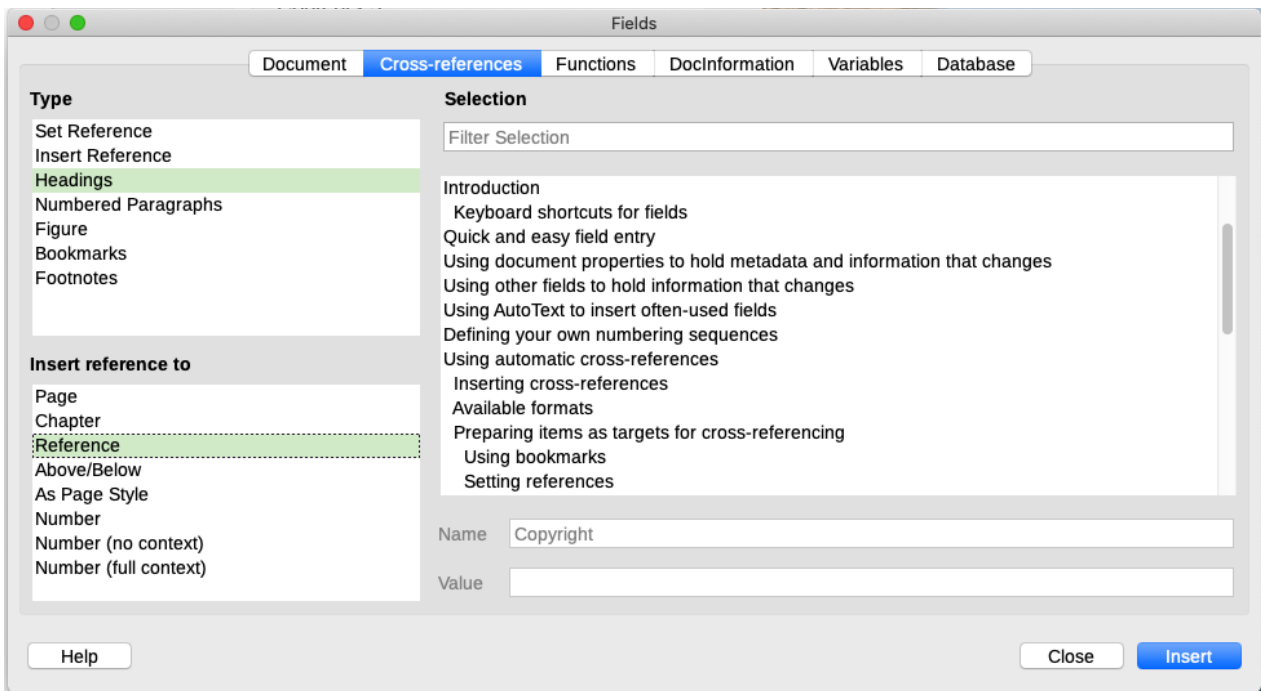 Fields
Document Cross-references Functions DocInformation Variables Database
Type
Set Reference
Insert Reference
Headings
Numbered Paragraphs
Figure
Bookmarks
Footnotes
Insert reference to
Page
Chapter
Reference
Above/Below
As Page Style
Number
Number (no context)
Number (full context)
Selection
Filter Selection
Introduction
Keyboard shortcuts for fields
Quick and easy field entry
Using document properties to hold metadata and information that changes
Using other fields to hold information that changes
Using AutoText to insert often-used fields
Defining your own numbering sequences
Using automatic cross-references
Inserting cross-references
Available formats
Preparing items as targets for cross-referencing
Using bookmarks
Setting references
Name Copyright
Value
Help Close Insert